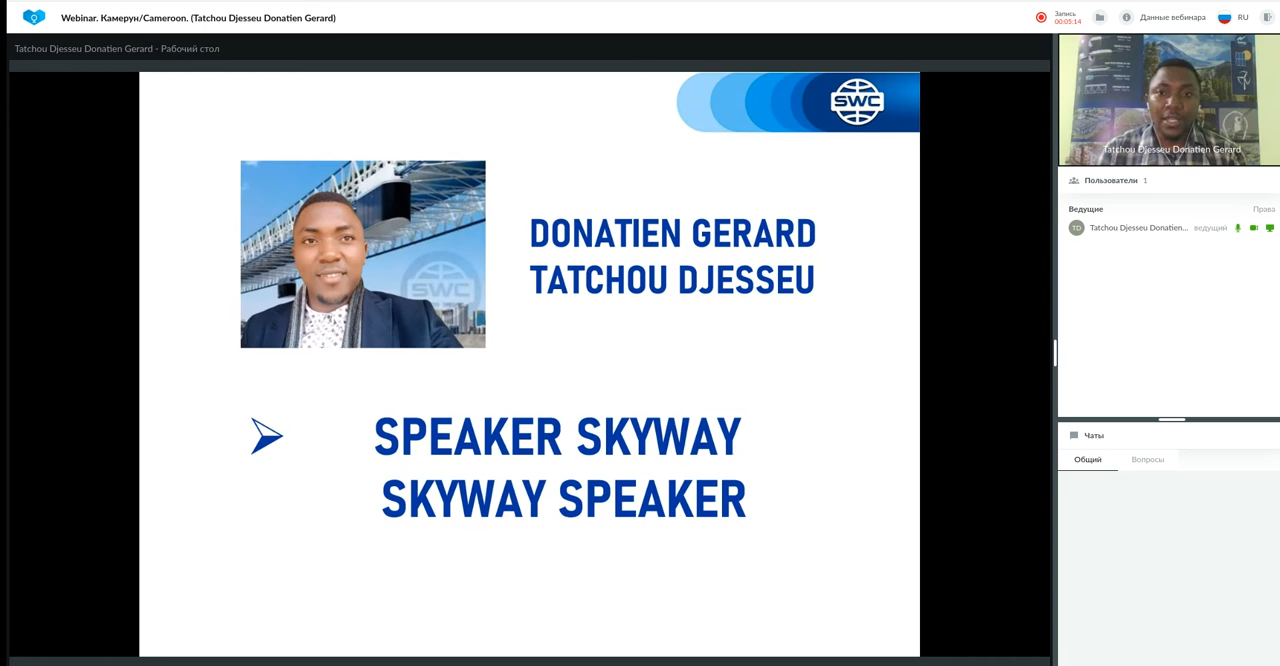 Webinar. Камерун/Cameroon. (Tatchou Djesseu Donatien Gerard)
Запись
00:05:14
Данные вебинара
RU
Tatchou Djesseu Donatien Gerard - Рабочий стол
SWC
DONATIEN GERARD
TATCHOU DJESSEU
SWC
SPEAKER SKYWAY
SKYWAY SPEAKER
Tatchou Djesseu Donatien Gerard
Пользователи 1
Ведущие Права
TD Tatchou Djesseu Donatien... ведущий
Чаты
Общий Вопросы